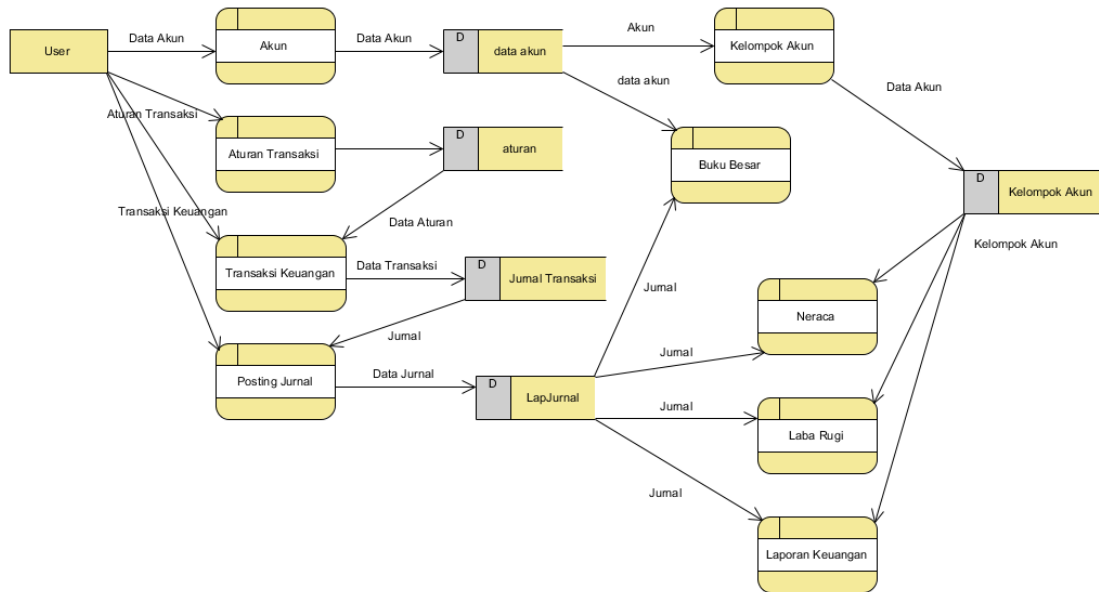 User
Data Akun
Akun
Data Akun
D
data akun
Akun
Kelompok Akun
data akun
Data Akun
Aturan Transaksi
Aturan Transaksi
D
aturan
Buku Besar
D
Kelompok Akun
Transaksi Keuangan
Data Aturan
Kelompok Akun
Transaksi Keuangan
Data Transaksi
D
Jurnal Transaksi
Jurnal
Neraca
Jurnal
Jurnal
Posting Jurnal
Data Jurnal
D
LapJurnal
Jurnal
Laba Rugi
Jurnal
Laporan Keuangan